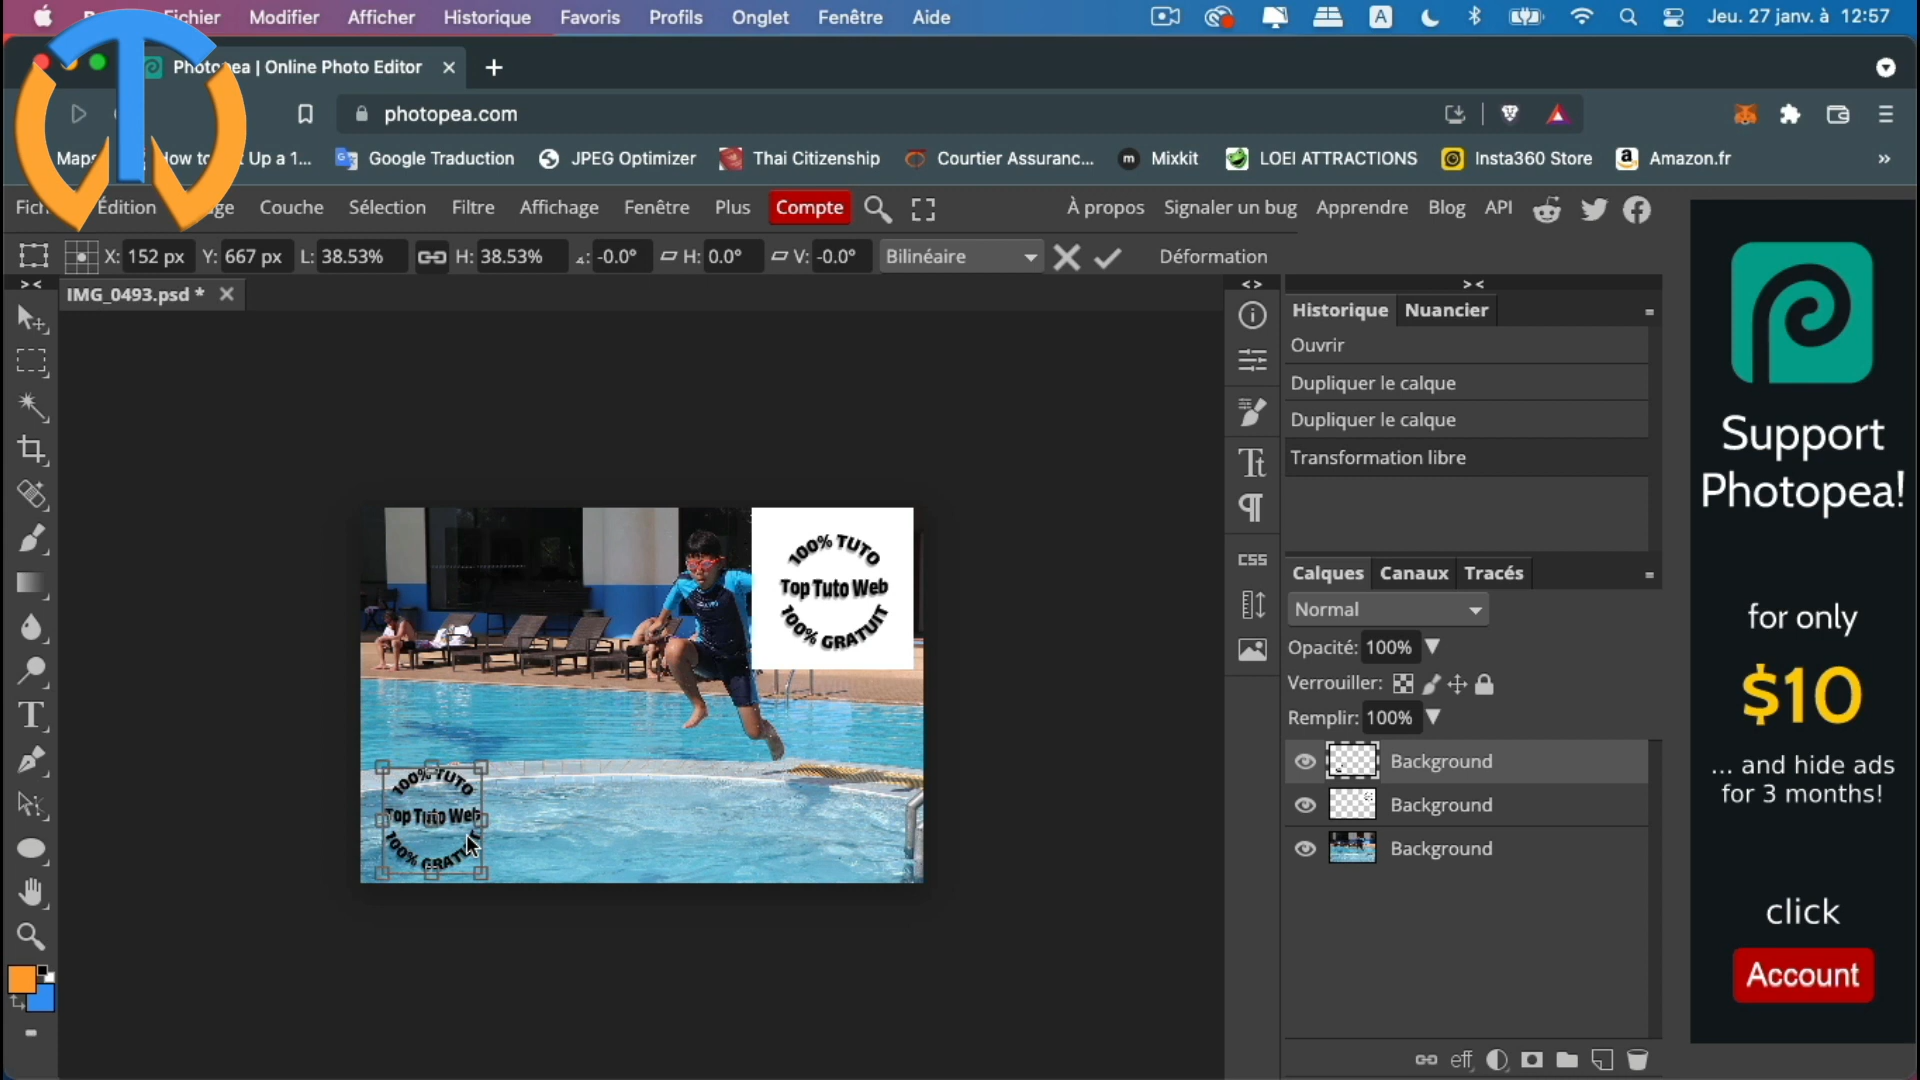 Fichier Modifier Afficher Historique Favoris Profils Onglet Fenêtre Aide A Jeu. 27 janv. à 12:57
Photopea | Online Photo Editor
photopea.com
Maps How to Set Up a 1... Google Traduction JPEG Optimizer Thai Citizenship Courtier Assuranc... m Mixkit LOEI ATTRACTIONS Insta360 Store Amazon.fr »
Édition Couche Sélection Filtre Affichage Fenêtre Plus Compte À propos Signaler un bug Apprendre Blog API
X: 152 px Y: 667 px L: 38.53% H: 38.53% -0.0° H: 0.0° V: -0.0° Bilinéaire Déformation
IMG_0493.psd *
Historique Nuancier
Ouvrir
Dupliquer le calque
Dupliquer le calque
Transformation libre
CSS
Calques Canaux Tracés
Normal
Opacité: 100%
Verrouiller:
Remplir: 100%
Background
Background
Background
eff
100% TUTO
Top Tuto Web
100% GRATUIT
100% TUTO
Top Tuto Web
100% GRATUIT
Support
Photopea!
for only
$10
... and hide ads
for 3 months!
click
Account